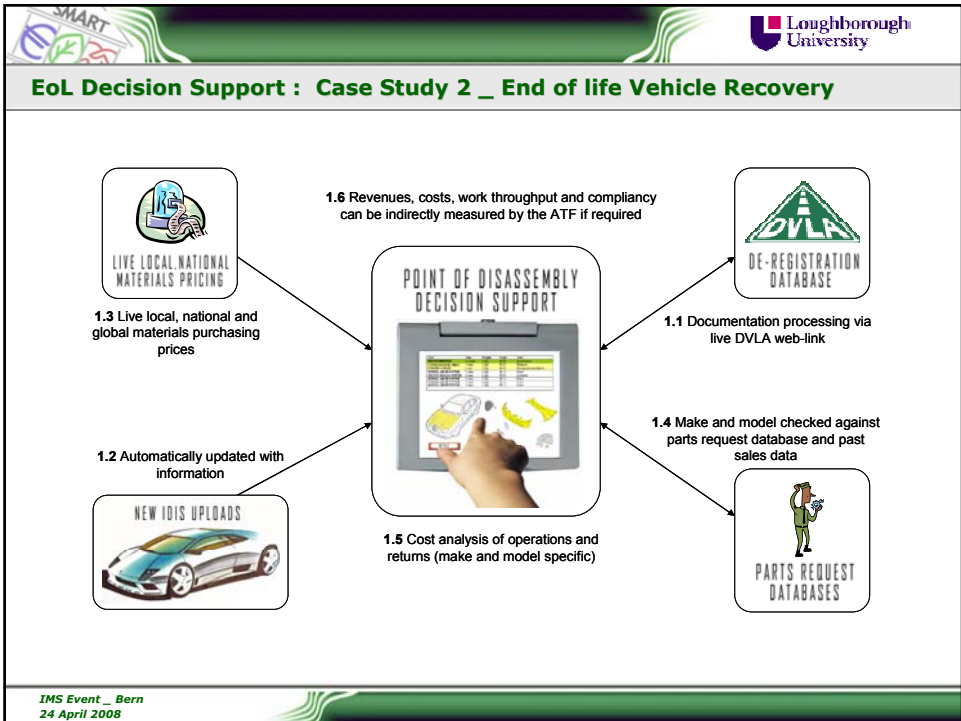 SMART
Loughborough
University
EoL Decision Support : Case Study 2 _ End of life Vehicle Recovery
LIVE LOCAL,NATIONAL
MATERIALS PRICING
1.3 Live local, national and
global materials purchasing
prices
1.6 Revenues, costs, work throughput and compliancy
can be indirectly measured by the ATF if required
POINT OF DISASSEMBLY
DECISION SUPPORT
DVLA
DE-REGISTRATION
DATABASE
1.1 Documentation processing via
live DVLA web-link
1.2 Automatically updated with
information
NEW IDIS UPLOADS
1.5 Cost analysis of operations and
returns (make and model specific)
1.4 Make and model checked against
parts request database and past
sales data
PARTS REQUEST
DATABASES
IMS Event _ Bern
24 April 2008